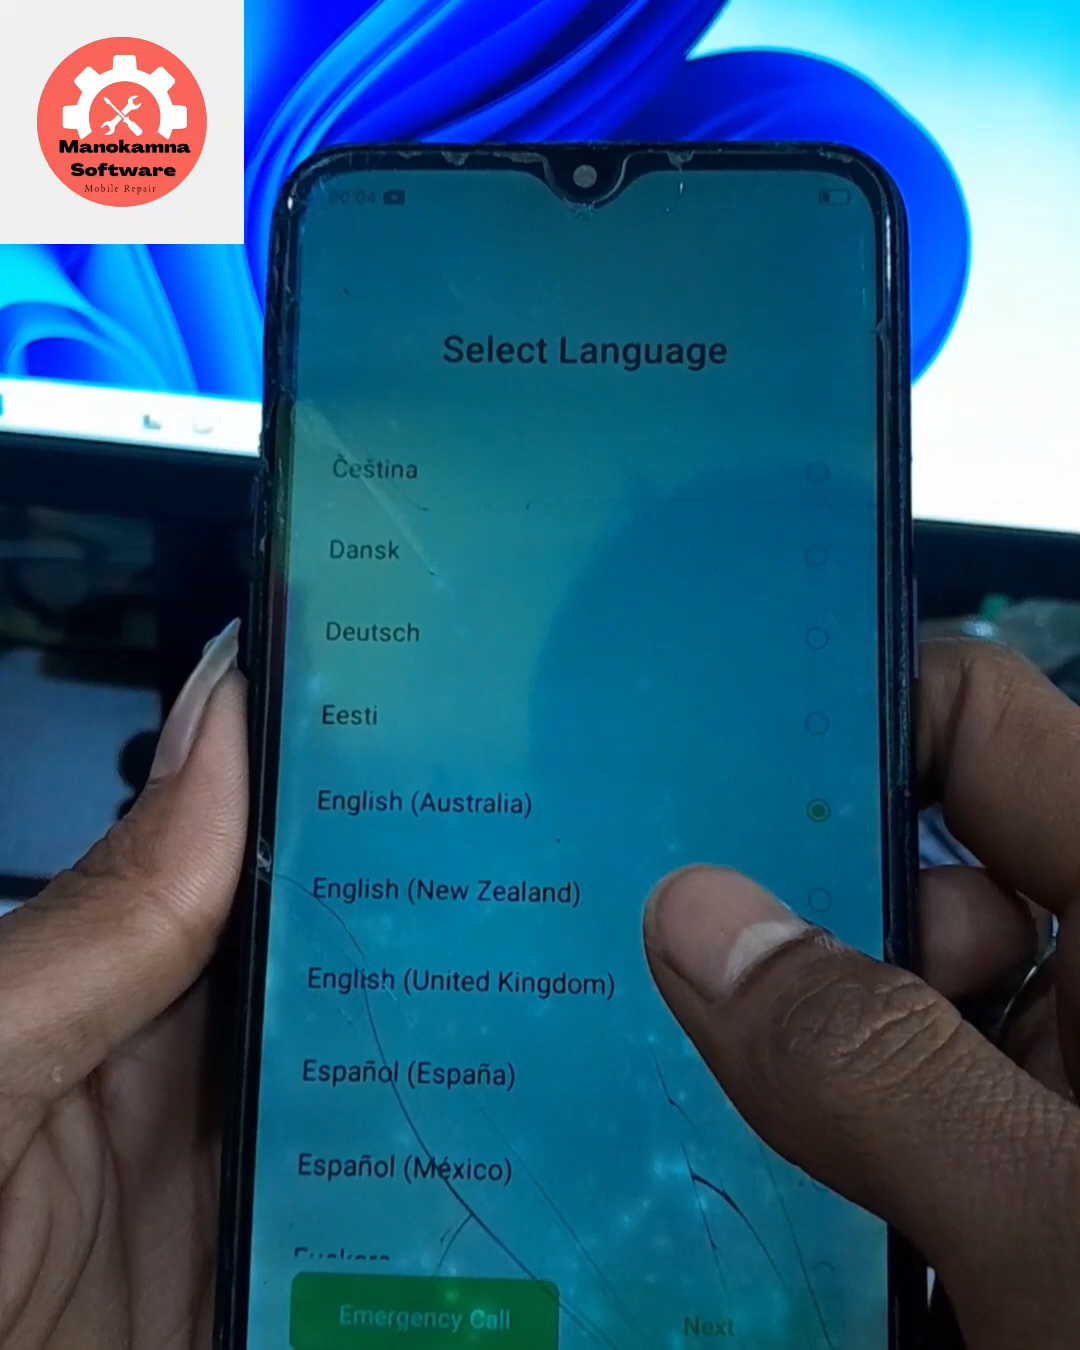 Manokamna
Software
Mobile Repair
Select Language
Čeština
Dansk
Deutsch
Eesti
English (Australia)
English (New Zealand)
English (United Kingdom)
Español (España)
Español (México)
Emergency Call
Next